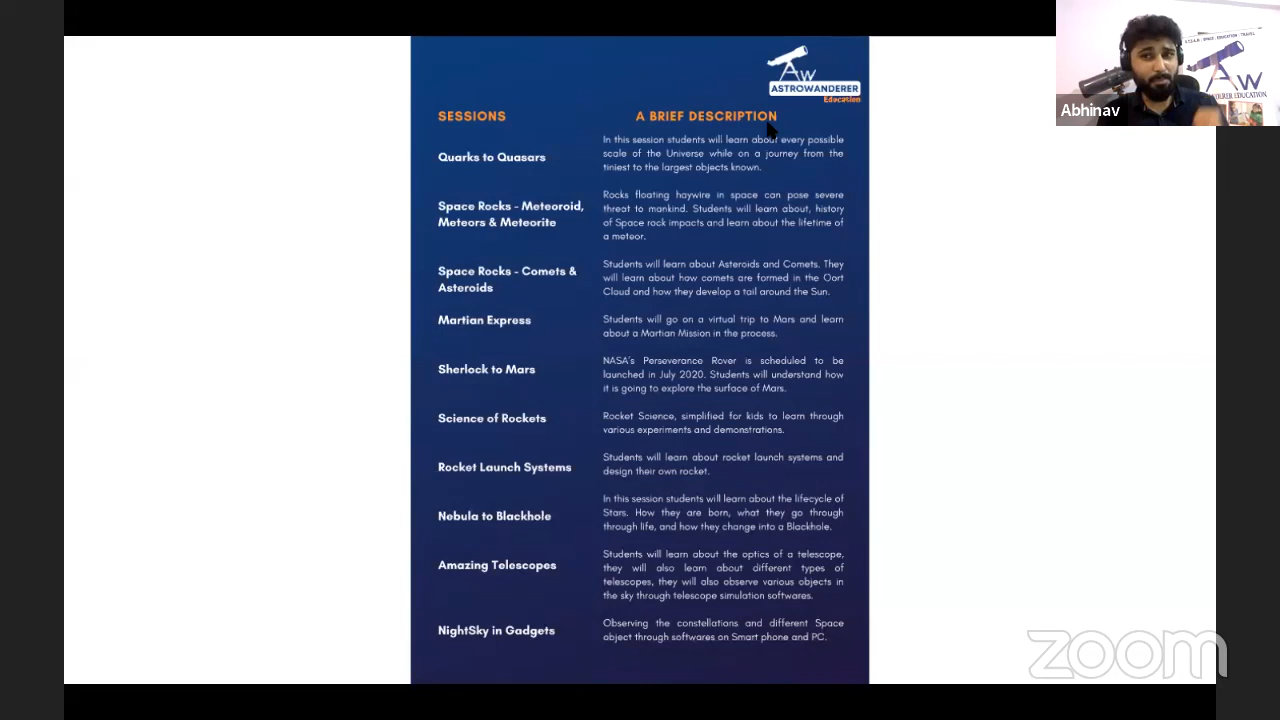 AW
ASTROWANDERER
Education
SESSIONS
A BRIEF DESCRIPTION
Quarks to Quasars
In this session students will learn about every possible
scale of the Universe while on a journey from the
tiniest to the largest objects known.
Space Rocks - Meteoroid,
Meteors & Meteorite
Rocks floating haywire in space can pose severe
threat to mankind. Students will learn about, history
of Space rock impacts and learn about the lifetime of
a meteor.
Space Rocks - Comets &
Asteroids
Students will learn about Asteroids and Comets. They
will learn about how comets are formed in the Oort
Cloud and how they develop a tail around the Sun.
Martian Express
Students will go on a virtual trip to Mars and learn
about a Martian Mission in the process.
Sherlock to Mars
NASA's Perseverance Rover is scheduled to be
launched in July 2020. Students will understand how
it is going to explore the surface of Mars.
Science of Rockets
Rocket Science, simplified for kids to learn through
various experiments and demonstrations.
Rocket Launch Systems
Students will learn about rocket launch systems and
design their own rocket.
Nebula to Blackhole
In this session students will learn about the lifecycle of
Stars. How they are born, what they go through
through life, and how they change into a Blackhole.
Amazing Telescopes
Students will learn about the optics of a telescope,
they will also learn about different types of
telescopes, they will also observe various objects in
the sky through telescope simulation softwares.
NightSky in Gadgets
Observing the constellations and different Space
object through softwares on Smart phone and PC.
SPACE EDUCATION TRAVEL
AW
EDUCATION
Abhinav
zoom